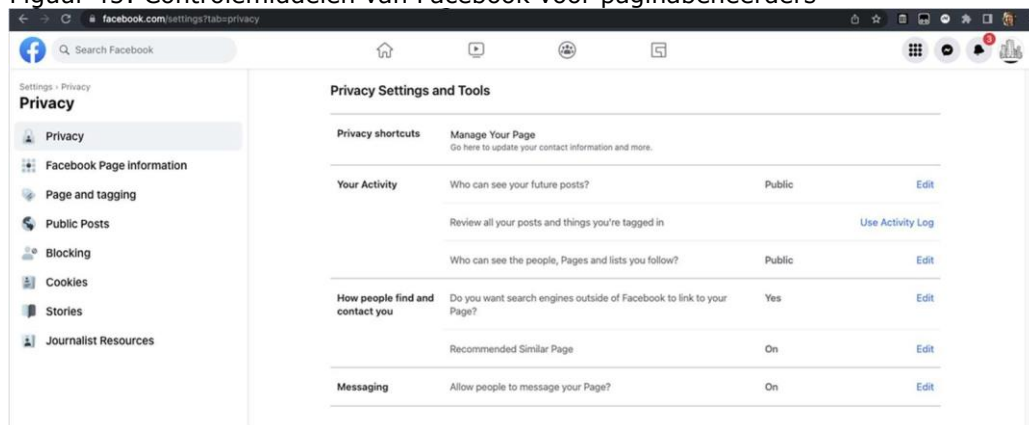 Figuur 45: Controlemiddelen van Facebook voor paginabeheerders
facebook.com/settings?tab=privacy
Search Facebook
3
Settings › Privacy
Privacy
Privacy
Facebook Page information
Page and tagging
Public Posts
Blocking
Cookies
Stories
Journalist Resources
Privacy Settings and Tools
Privacy shortcuts
Manage Your Page
Go here to update your contact information and more.
Your Activity
Who can see your future posts? Public Edit
Review all your posts and things you're tagged in Use Activity Log
Who can see the people, Pages and lists you follow? Public Edit
How people find and
contact you
Do you want search engines outside of Facebook to link to your Yes Edit
Page?
Recommended Similar Page On Edit
Messaging Allow people to message your Page? On Edit